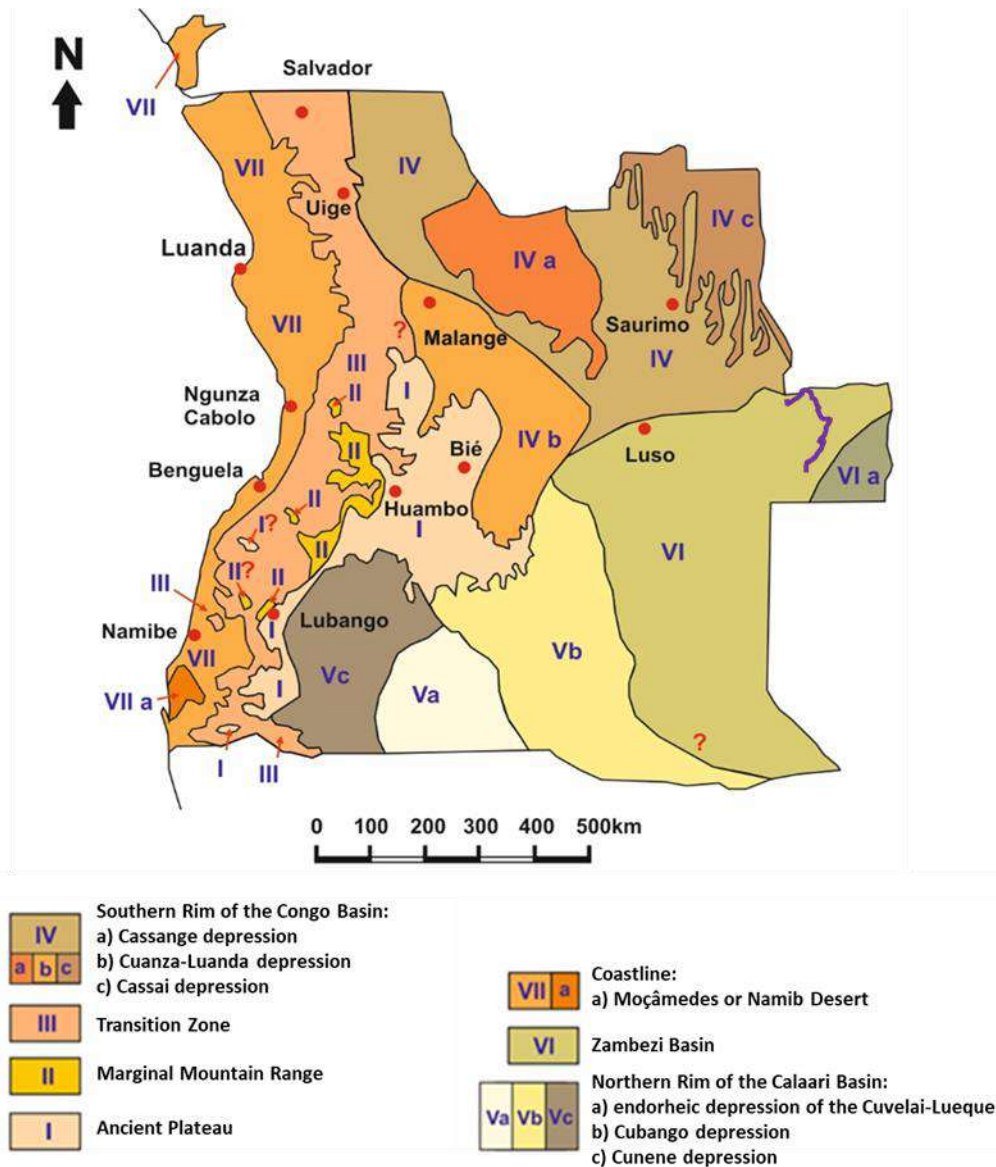 N
Salvador
VII
VII
IV
Uige
IV c
Luanda
IV a
VII
Malange
Saurimo
?
III
IV
II
I
Ngunza
Cabolo
II
Bié
IV b
Luso
Benguela
VI a
II
Huambo
I?
I
II
VI
II?
II
III
Lubango
Namibe
I
Vb
VII
Vc
Va
I
VII a
?
I
III
0 100 200 300 400 500km
IV
a b c
Southern Rim of the Congo Basin:
a) Cassange depression
b) Cuanza-Luanda depression
c) Cassai depression
III
Transition Zone
II
Marginal Mountain Range
I
Ancient Plateau
VII a
Coastline:
a) Moçâmedes or Namib Desert
VI
Zambezi Basin
Va Vb Vc
Northern Rim of the Calaari Basin:
a) endorheic depression of the Cuvelai-Lueque
b) Cubango depression
c) Cunene depression